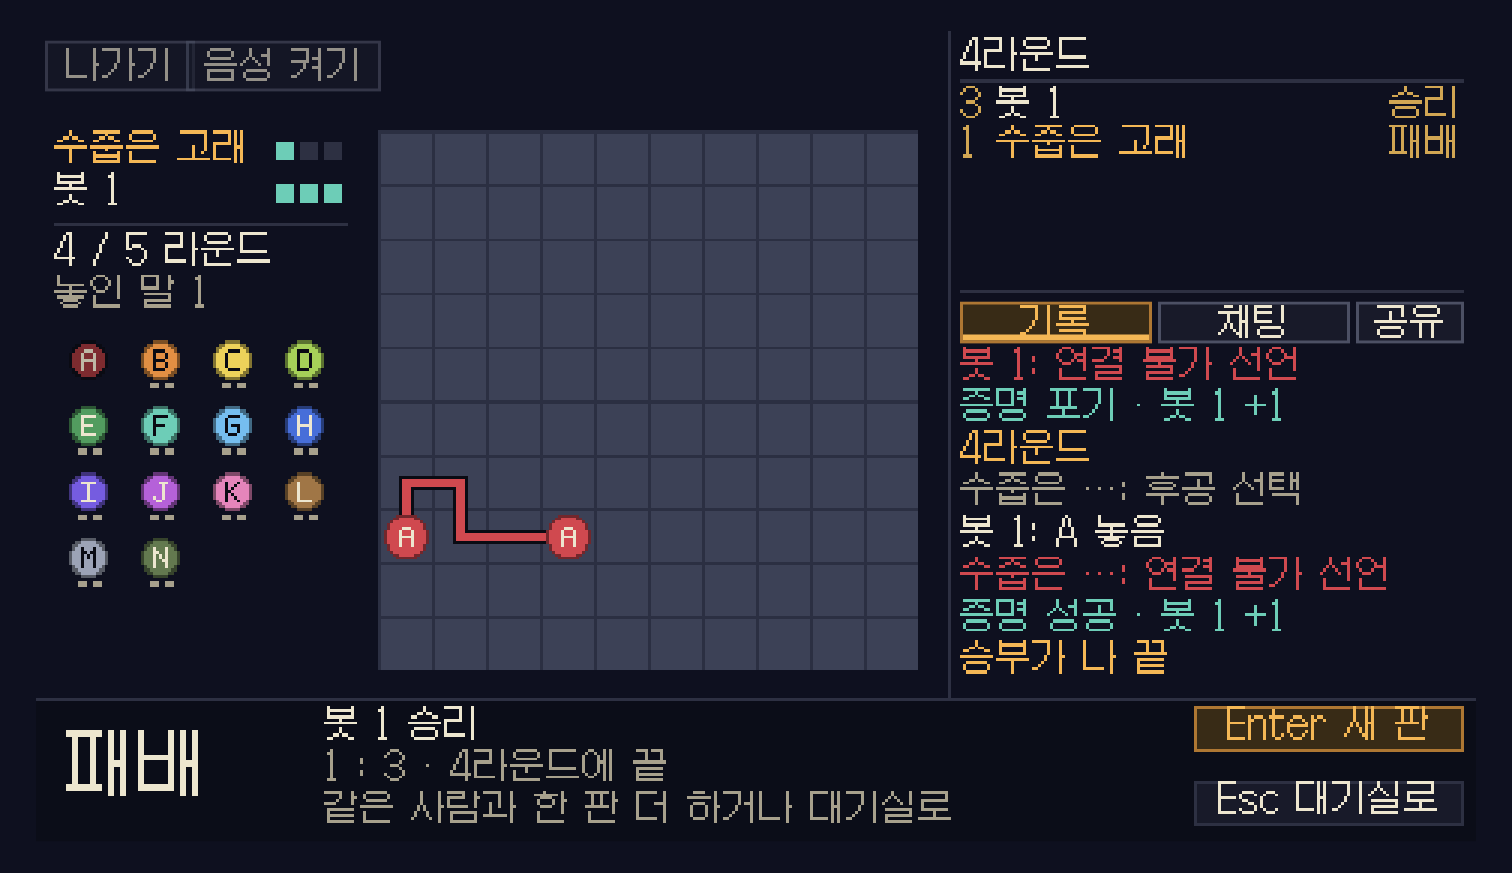 나가기 음성 켜기
수줍은 고래
봇 1
4 / 5 라운드
놓인 말 1
A B C D
E F G H
I J K L
M N
A A
4라운드
3 봇 1 승리
1 수줍은 고래 패배
기록 채팅 공유
봇 1: 연결 불가 선언
증명 포기 · 봇 1 +1
4라운드
수줍은 …: 후공 선택
봇 1: A 놓음
수줍은 …: 연결 불가 선언
증명 성공 · 봇 1 +1
승부가 나 끝
패배
봇 1 승리
1 : 3 · 4라운드에 끝
같은 사람과 한 판 더 하거나 대기실로
Enter 새 판
Esc 대기실로